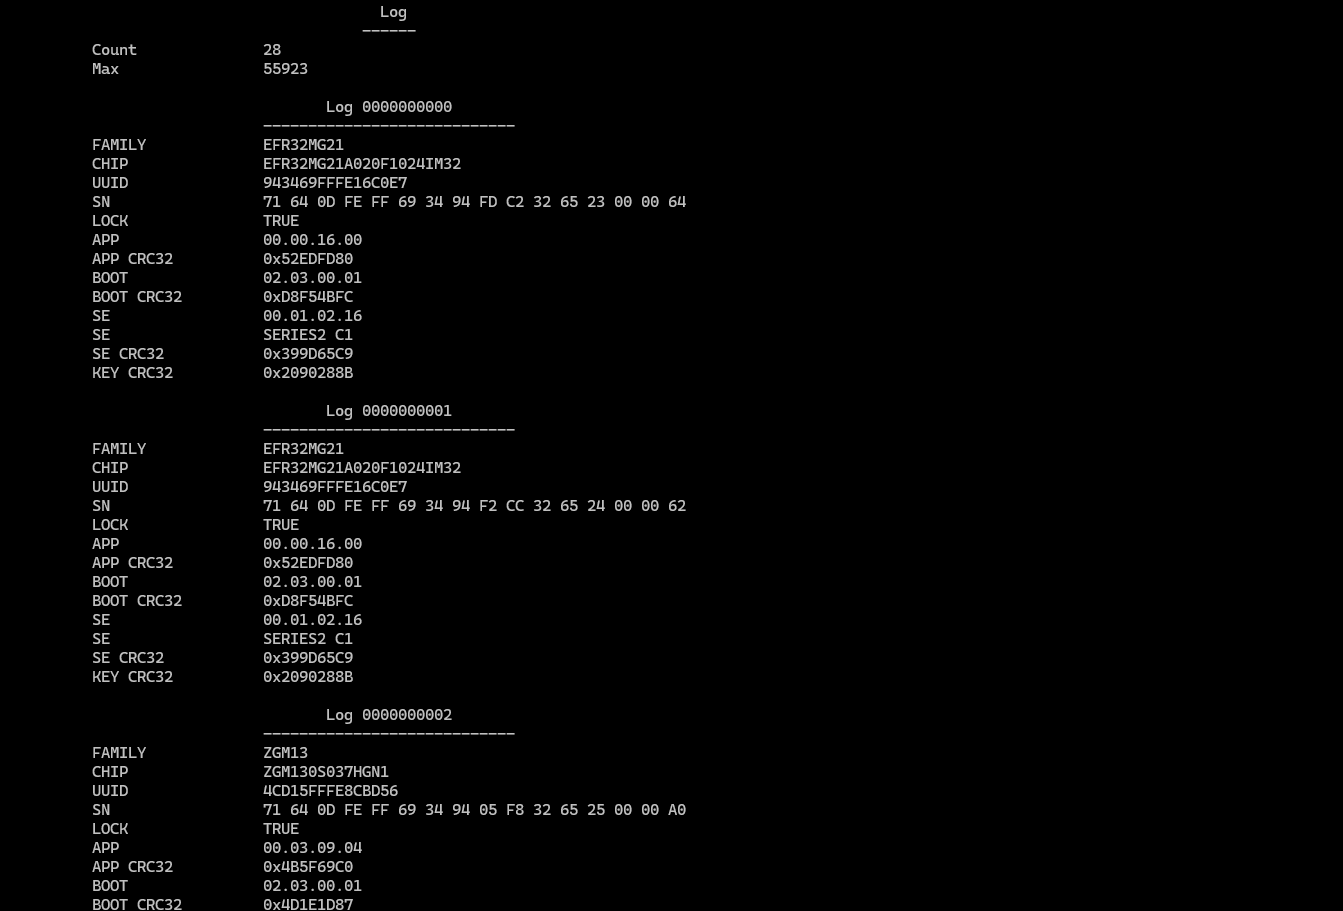 Log
------
Count 28
Max 55923
Log 0000000000
----------------------------
FAMILY EFR32MG21
CHIP EFR32MG21A020F1024IM32
UUID 943469FFFE16C0E7
SN 71 64 0D FE FF 69 34 94 FD C2 32 65 23 00 00 64
LOCK TRUE
APP 00.00.16.00
APP CRC32 0x52EDFD80
BOOT 02.03.00.01
BOOT CRC32 0xD8F54BFC
SE 00.01.02.16
SE SERIES2 C1
SE CRC32 0x399D65C9
KEY CRC32 0x2090288B
Log 0000000001
----------------------------
FAMILY EFR32MG21
CHIP EFR32MG21A020F1024IM32
UUID 943469FFFE16C0E7
SN 71 64 0D FE FF 69 34 94 F2 CC 32 65 24 00 00 62
LOCK TRUE
APP 00.00.16.00
APP CRC32 0x52EDFD80
BOOT 02.03.00.01
BOOT CRC32 0xD8F54BFC
SE 00.01.02.16
SE SERIES2 C1
SE CRC32 0x399D65C9
KEY CRC32 0x2090288B
Log 0000000002
----------------------------
FAMILY ZGM13
CHIP ZGM130S037HGN1
UUID 4CD15FFFE8CBD56
SN 71 64 0D FE FF 69 34 94 05 F8 32 65 25 00 00 A0
LOCK TRUE
APP 00.03.09.04
APP CRC32 0x4B5F69C0
BOOT 02.03.00.01
BOOT CRC32 0x4D1E1D87